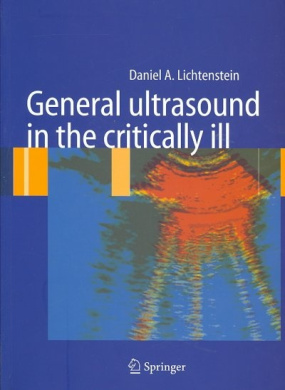 Daniel A. Lichtenstein
General ultrasound
in the critically ill
Springer